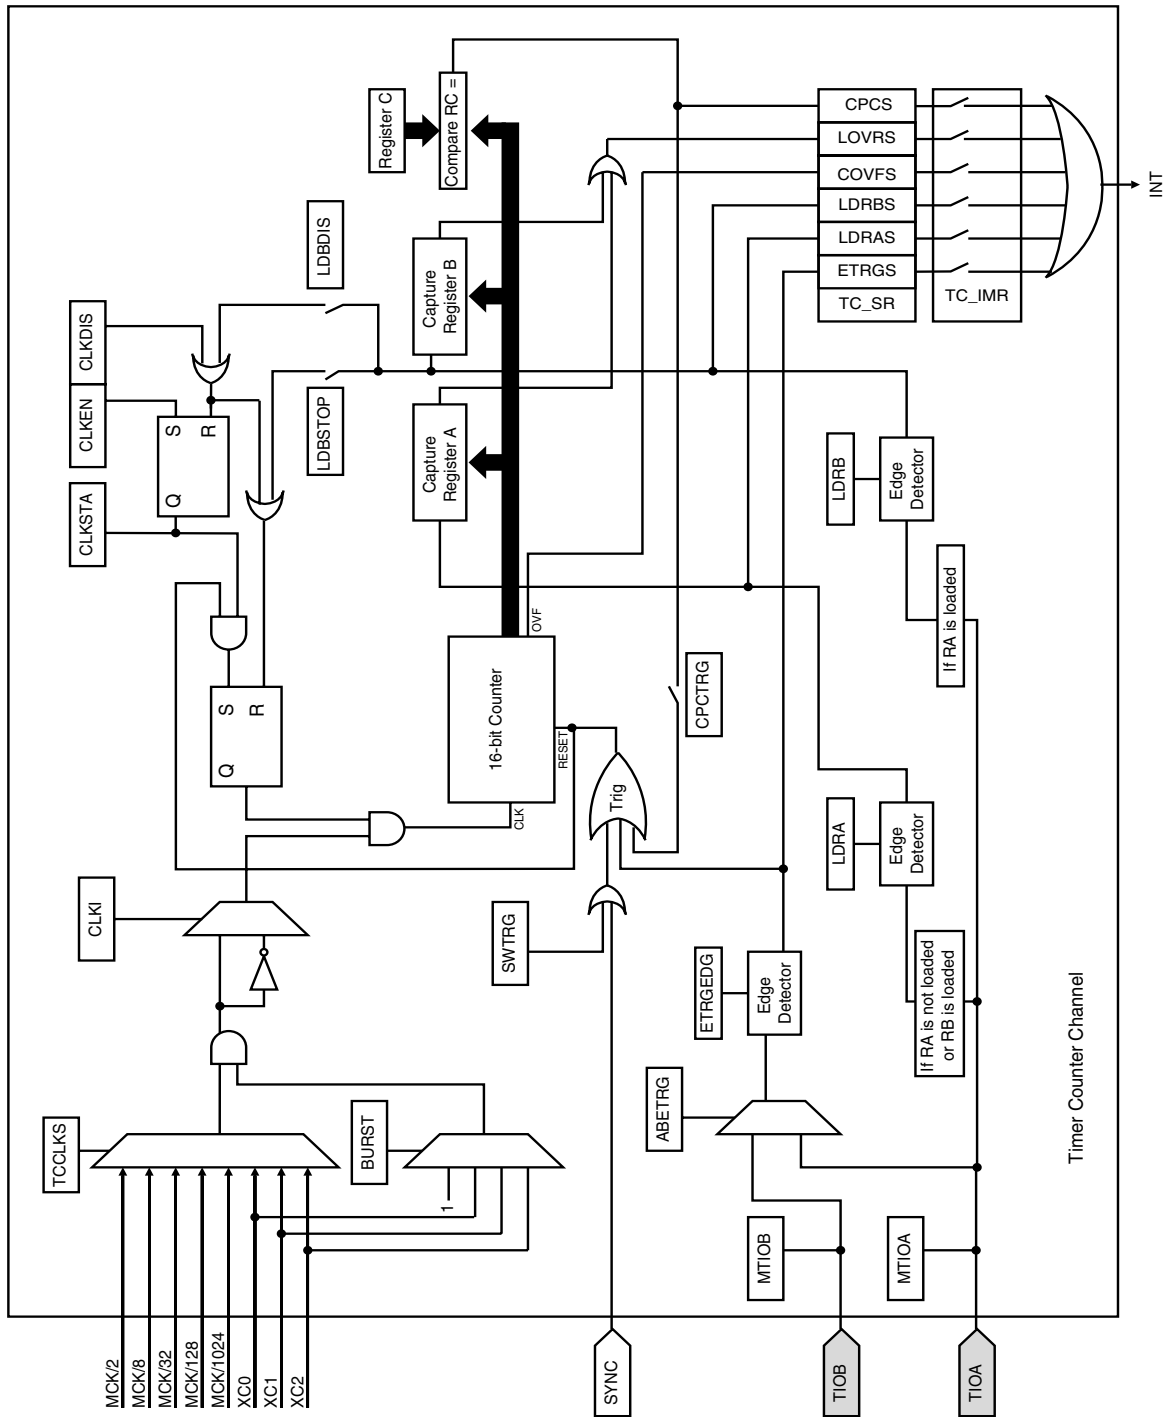 MCK/2
MCK/8
MCK/32
MCK/128
MCK/1024
XC0
XC1
XC2
TCCLKS
CLKI
CLKSTA
CLKEN
CLKDIS
Q
S
R
Q
S
R
BURST
1
LDBSTOP
LDBDIS
SWTRG
SYNC
CLK
16-bit Counter
RESET
OVF
Trig
Capture
Register A
Capture
Register B
Register C
Compare RC =
CPCTRG
ABETRG
ETRGEDG
Edge
Detector
MTIOB
TIOB
MTIOA
TIOA
LDRA
Edge
Detector
If RA is not loaded
or RB is loaded
LDRB
Edge
Detector
If RA is loaded
CPCS
LOVRS
COVFS
LDRBS
LDRAS
ETRGS
TC_SR
TC_IMR
INT
Timer Counter Channel